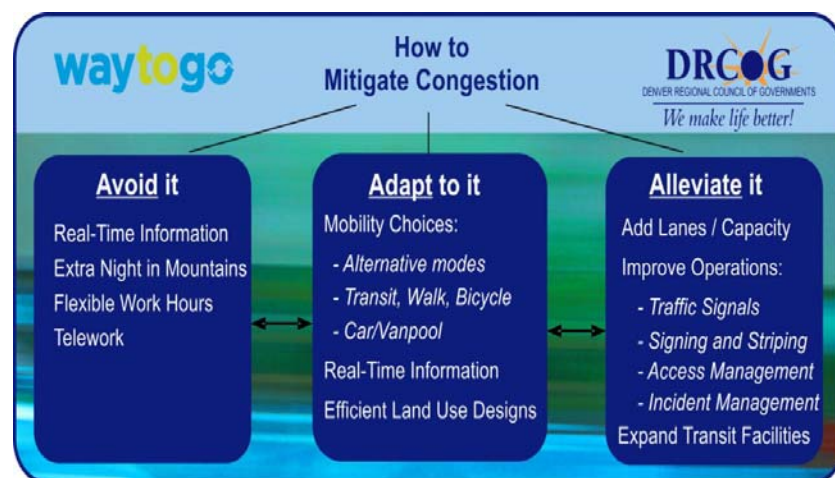 waytogo
How to
Mitigate Congestion
DRCOG
DENVER REGIONAL COUNCIL OF GOVERNMENTS
We make life better!
Avoid it
Real-Time Information
Extra Night in Mountains
Flexible Work Hours
Telework
Adapt to it
Mobility Choices:
- Alternative modes
- Transit, Walk, Bicycle
- Car/Vanpool
Real-Time Information
Efficient Land Use Designs
Alleviate it
Add Lanes / Capacity
Improve Operations:
- Traffic Signals
- Signing and Striping
- Access Management
- Incident Management
Expand Transit Facilities